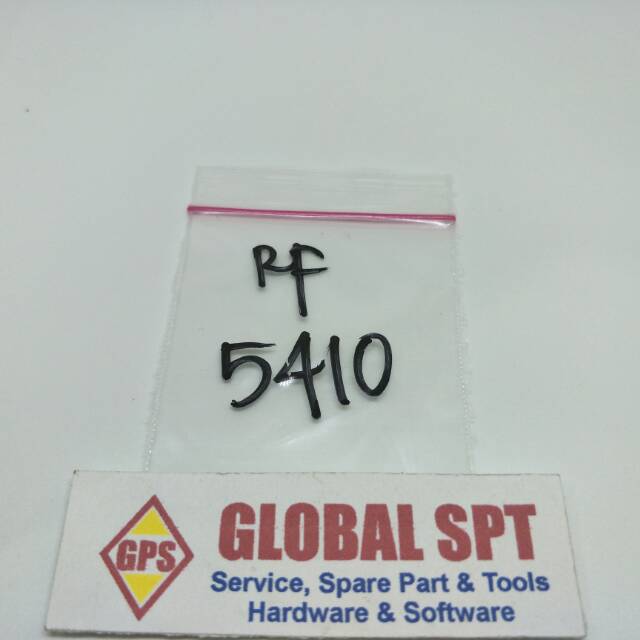 RF
5410
GPS
GLOBAL SPT
Service, Spare Part & Tools
Hardware & Software